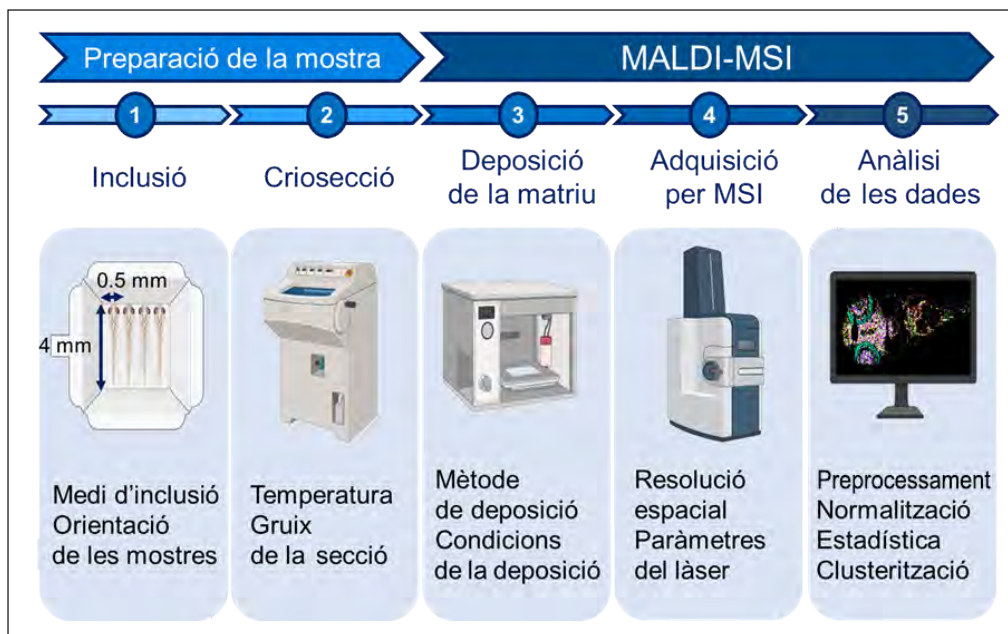 Preparació de la mostra
MALDI-MSI
1
2
3
4
5
Inclusió
Criosecció
Deposició
de la matriu
Adquisició
per MSI
Anàlisi
de les dades
0.5 mm
4 mm
Medi d'inclusió
Orientació
de les mostres
Temperatura
Gruix
de la secció
Mètode
de deposició
Condicions
de la deposició
Resolució
espacial
Paràmetres
del làser
Preprocessament
Normalització
Estadística
Clusterització